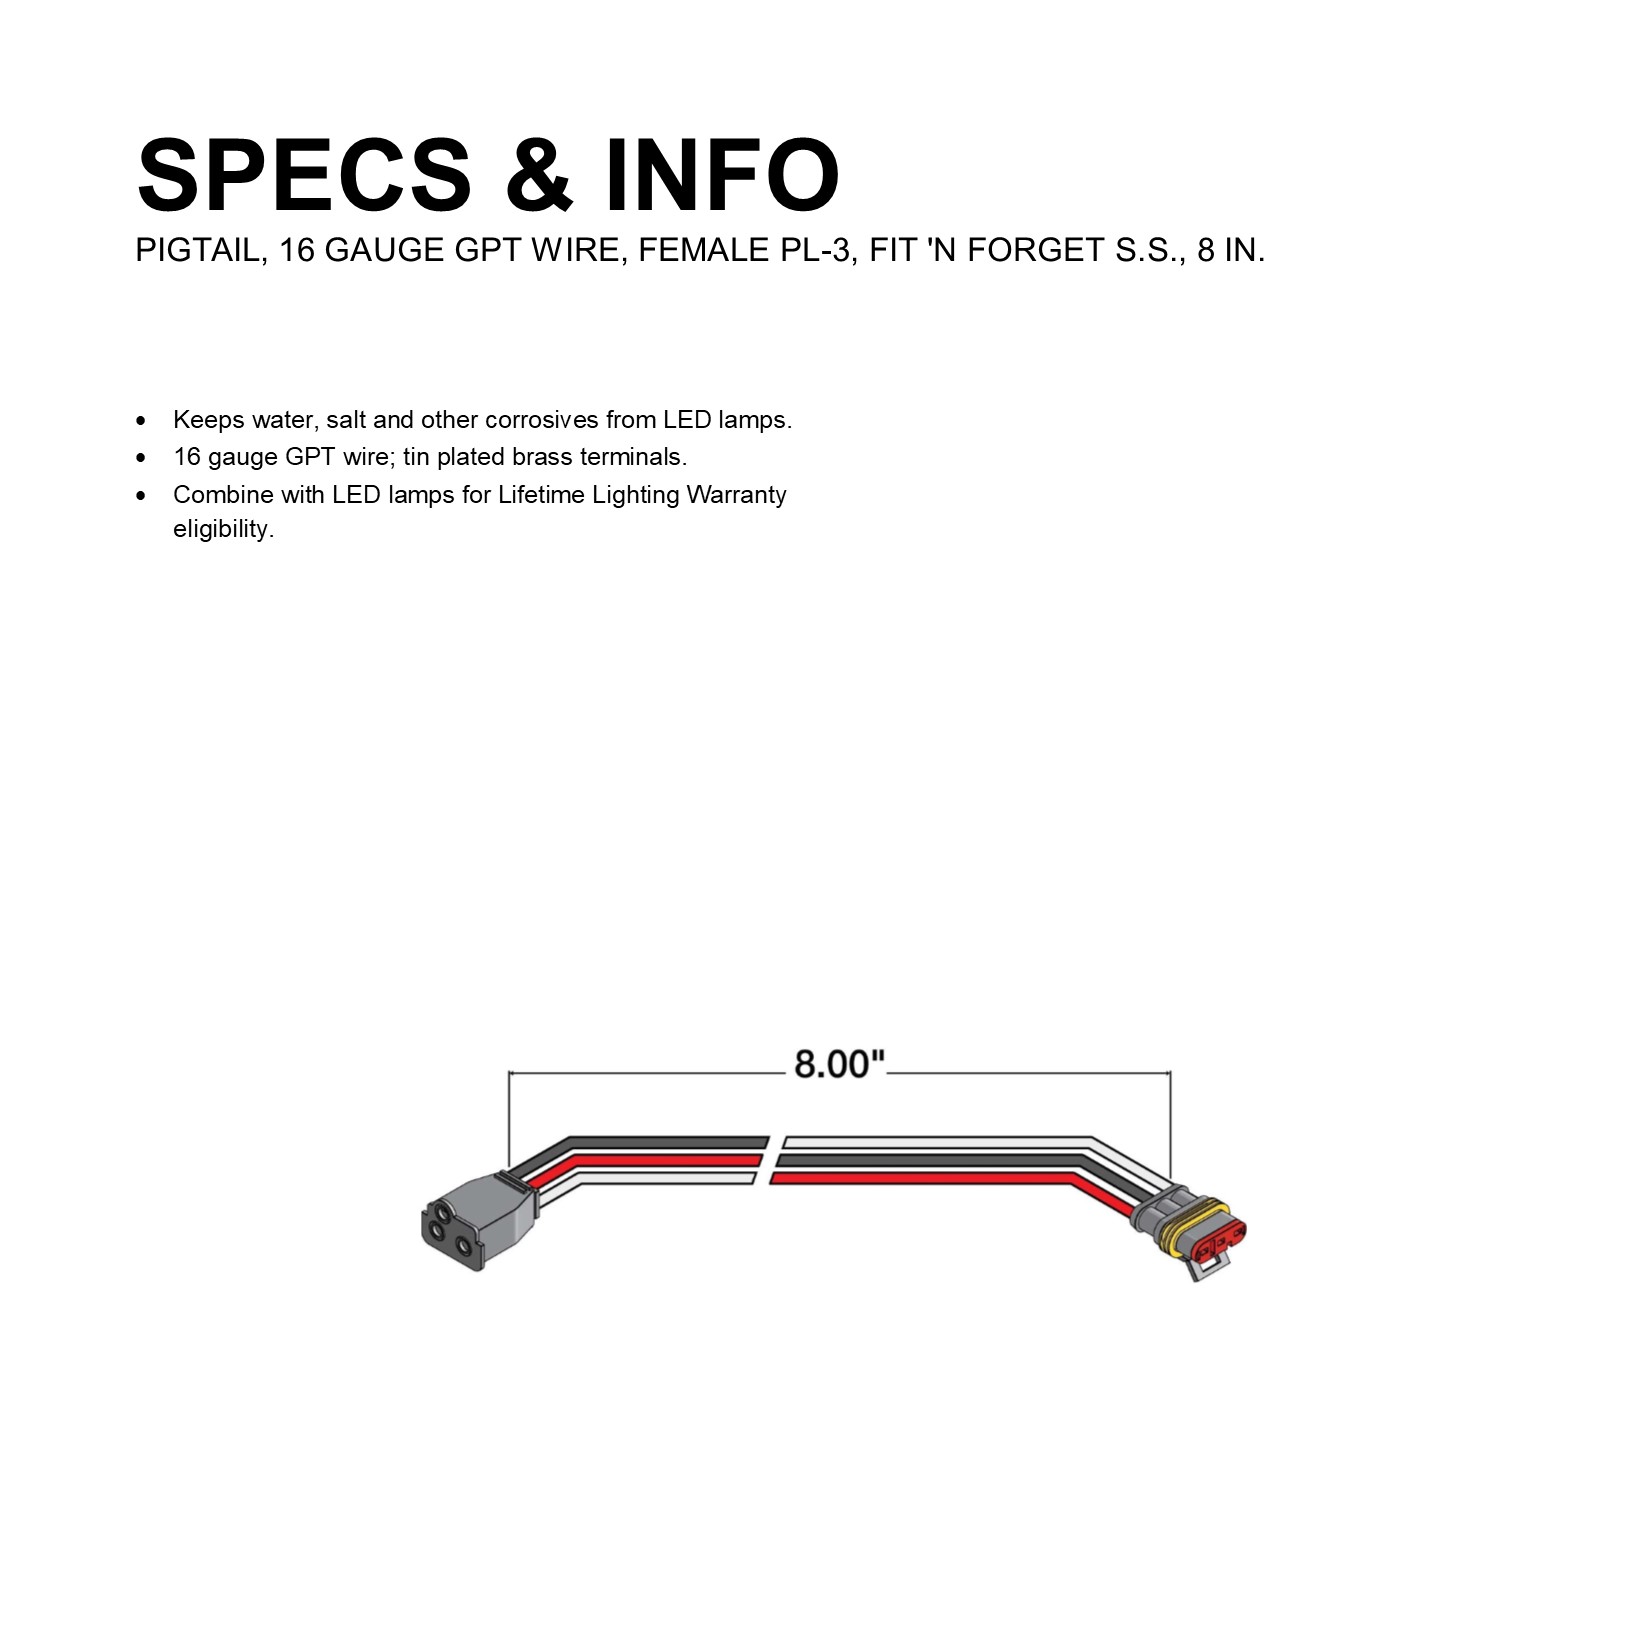 SPECS & INFO
PIGTAIL, 16 GAUGE GPT WIRE, FEMALE PL-3, FIT 'N FORGET S.S., 8 IN.
• Keeps water, salt and other corrosives from LED lamps.
• 16 gauge GPT wire; tin plated brass terminals.
• Combine with LED lamps for Lifetime Lighting Warranty
eligibility.
8.00"